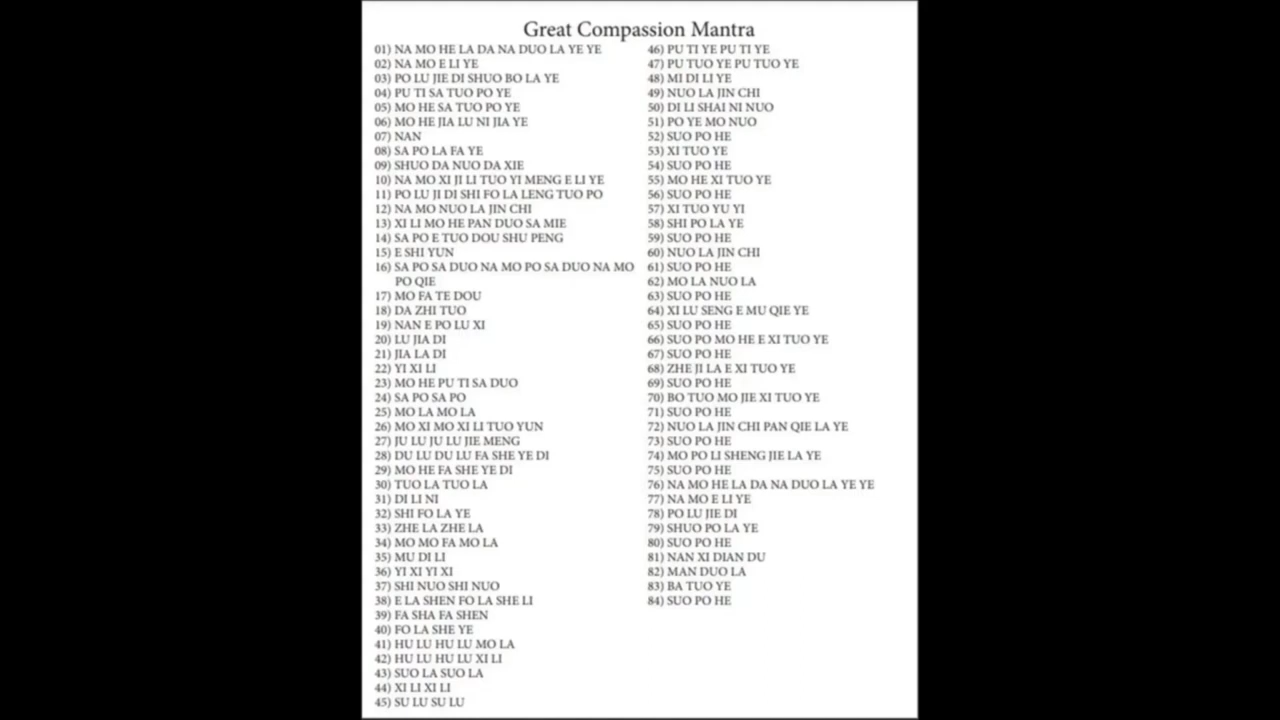 Great Compassion Mantra
01) NA MO HE LA DA NA DUO LA YE YE
02) NA MO E LI YE
03) PO LU JIE DI SHUO BO LA YE
04) PU TI SA TUO PO YE
05) MO HE SA TUO PO YE
06) MO HE JIA LU NI JIA YE
07) NAN
08) SA PO LA FA YE
09) SHUO DA NUO DA XIE
10) NA MO XI JI LI TUO YI MENG E LI YE
11) PO LU JI DI SHI FO LA LENG TUO PO
12) NA MO NUO LA JIN CHI
13) XI LI MO HE PAN DUO SA MIE
14) SA PO E TUO DOU SHU PENG
15) E SHI YUN
16) SA PO SA DUO NA MO PO SA DUO NA MO
PO QIE
17) MO FA TE DOU
18) DA ZHI TUO
19) NAN E PO LU XI
20) LU JIA DI
21) JIA LA DI
22) YI XI LI
23) MO HE PU TI SA DUO
24) SA PO SA PO
25) MO LA MO LA
26) MO XI MO XI LI TUO YUN
27) JU LU JU LU JIE MENG
28) DU LU DU LU FA SHE YE DI
29) MO HE FA SHE YE DI
30) TUO LA TUO LA
31) DI LI NI
32) SHI FO LA YE
33) ZHE LA ZHE LA
34) MO MO FA MO LA
35) MU DI LI
36) YI XI YI XI
37) SHI NUO SHI NUO
38) E LA SHEN FO LA SHE LI
39) FA SHA FA SHEN
40) FO LA SHE YE
41) HU LU HU LU MO LA
42) HU LU HU LU XI LI
43) SUO LA SUO LA
44) XI LI XI LI
45) SU LU SU LU
46) PU TI YE PU TI YE
47) PU TUO YE PU TUO YE
48) MI DI LI YE
49) NUO LA JIN CHI
50) DI LI SHAI NI NUO
51) PO YE MO NUO
52) SUO PO HE
53) XI TUO YE
54) SUO PO HE
55) MO HE XI TUO YE
56) SUO PO HE
57) XI TUO YU YI
58) SHI PO LA YE
59) SUO PO HE
60) NUO LA JIN CHI
61) SUO PO HE
62) MO LA NUO LA
63) SUO PO HE
64) XI LU SENG E MU QIE YE
65) SUO PO HE
66) SUO PO MO HE E XI TUO YE
67) SUO PO HE
68) ZHE JI LA E XI TUO YE
69) SUO PO HE
70) BO TUO MO JIE XI TUO YE
71) SUO PO HE
72) NUO LA JIN CHI PAN QIE LA YE
73) SUO PO HE
74) MO PO LI SHENG JIE LA YE
75) SUO PO HE
76) NA MO HE LA DA NA DUO LA YE YE
77) NA MO E LI YE
78) PO LU JIE DI
79) SHUO PO LA YE
80) SUO PO HE
81) NAN XI DIAN DU
82) MAN DUO LA
83) BA TUO YE
84) SUO PO HE